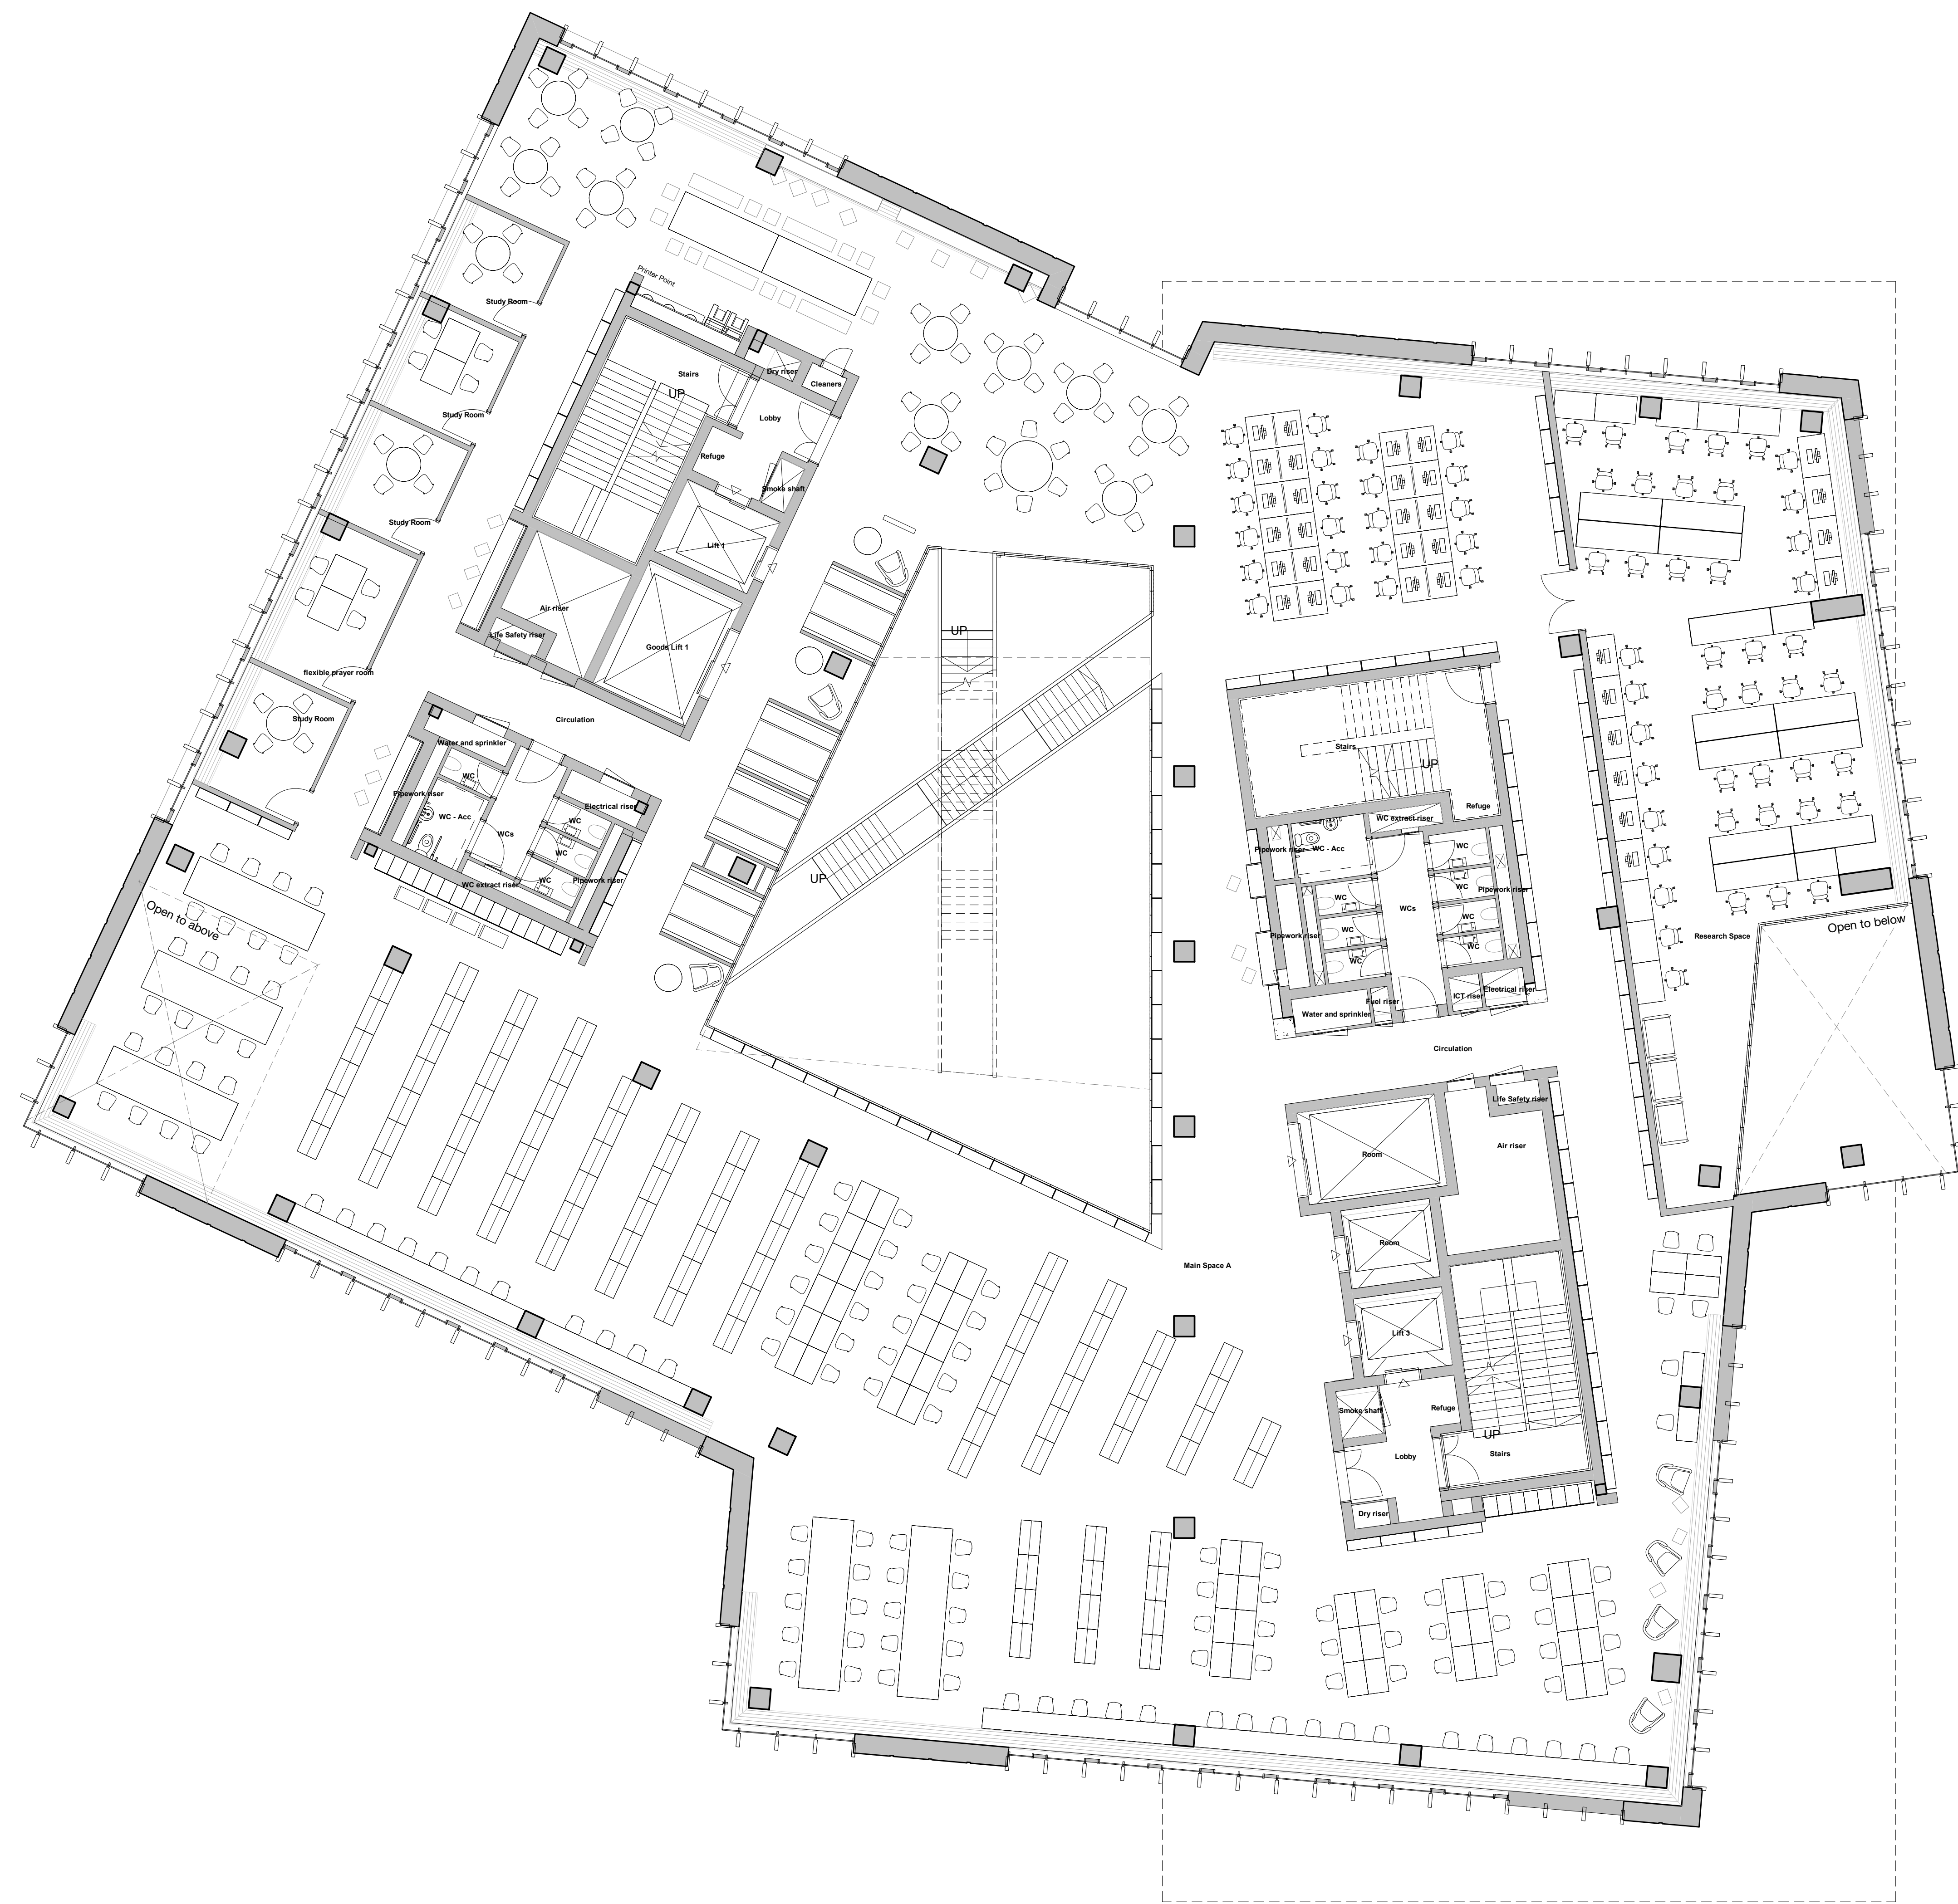 Printer Point
Study Room
Stairs
UP
Dry riser
Cleaners
Lobby
Study Room
Refuge
Smoke shaft
Study Room
Lift 1
Air riser
Life Safety riser
Goods Lift 1
flexible prayer room
Study Room
Circulation
Water and sprinkler
WC
Pipework riser
WC - Acc
Electrical riser
WC
WCs
WC
WC
WC extract riser
Pipework riser
Open to above
UP
UP
Stairs
UP
Refuge
WC extrect riser
Pipework riser
WC - Acc
WC
WC
Pipework riser
WC
WCs
WC
WC
Pipework riser
WC
WC
Fuel riser
ICT riser
Electrical riser
Water and sprinkler
Research Space
Open to below
Circulation
Life Safety riser
Air riser
Room
Room
Main Space A
Lift 3
Smoke shaft
Refuge
UP
Lobby
Stairs
Dry riser